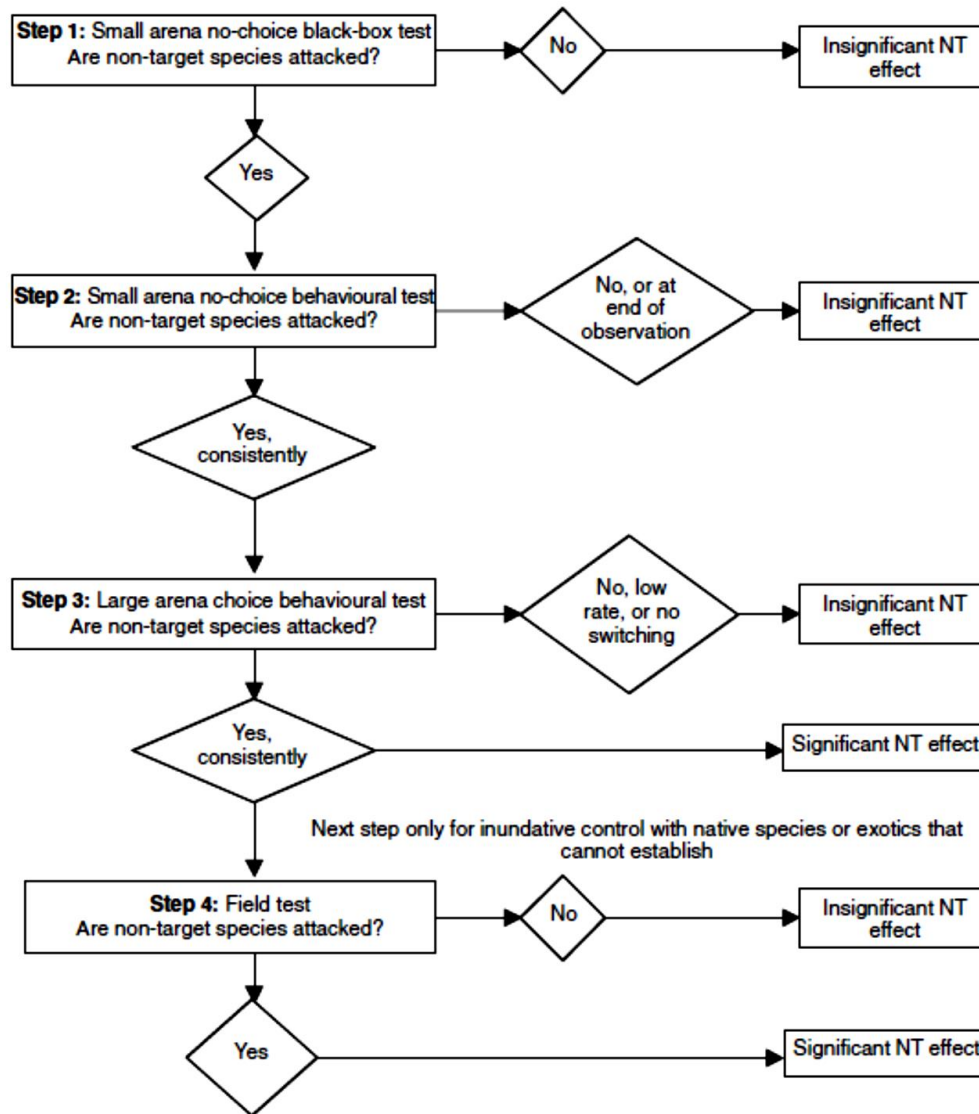 Step 1: Small arena no-choice black-box test
Are non-target species attacked?
No
Insignificant NT
effect
Yes
Step 2: Small arena no-choice behavioural test
Are non-target species attacked?
No, or at
end of
observation
Insignificant NT
effect
Yes,
consistently
Step 3: Large arena choice behavioural test
Are non-target species attacked?
No, low
rate, or no
switching
Insignificant NT
effect
Yes,
consistently
Significant NT effect
Next step only for inundative control with native species or exotics that
cannot establish
Step 4: Field test
Are non-target species attacked?
No
Insignificant NT
effect
Yes
Significant NT effect